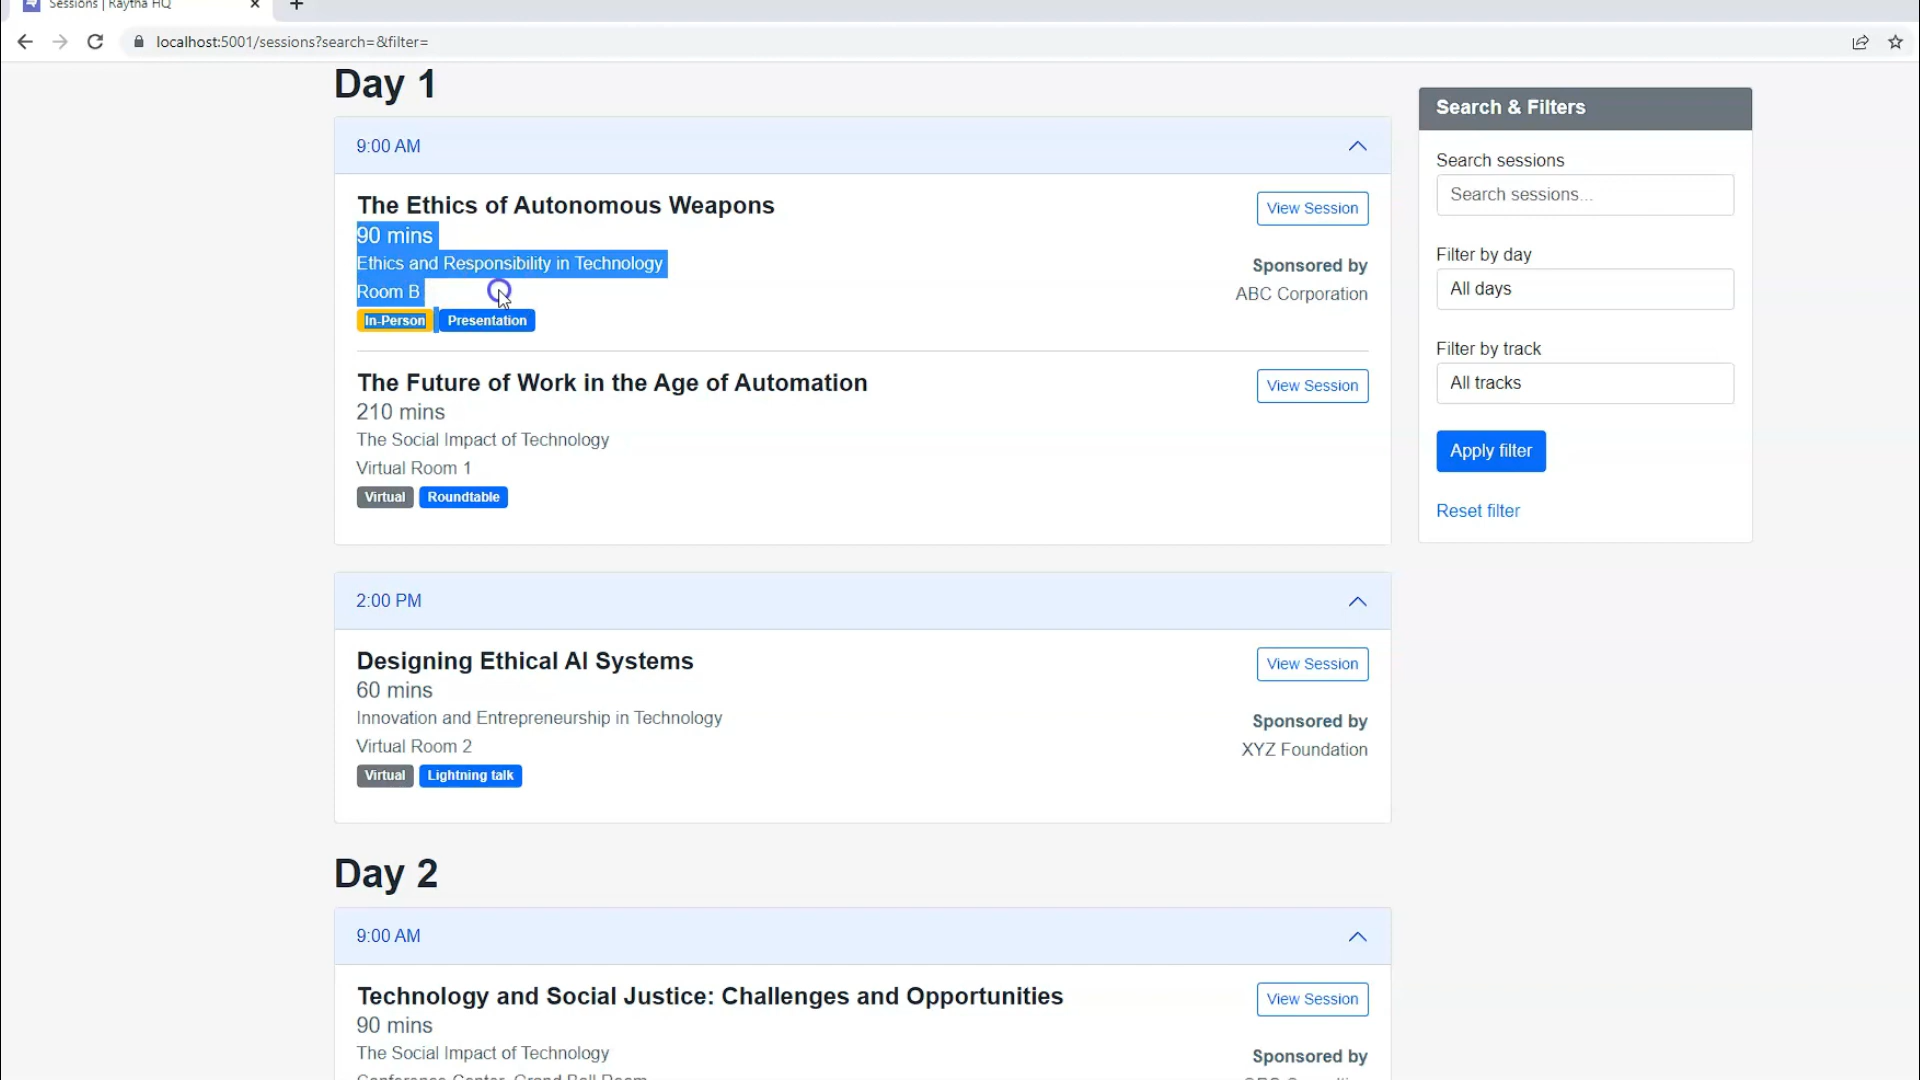 Sessions | Raytha HQ
localhost:5001/sessions?search=&filter=
Day 1
9:00 AM
The Ethics of Autonomous Weapons
View Session
90 mins
Ethics and Responsibility in Technology
Sponsored by
Room B
ABC Corporation
In-Person Presentation
The Future of Work in the Age of Automation
View Session
210 mins
The Social Impact of Technology
Virtual Room 1
Virtual Roundtable
2:00 PM
Designing Ethical AI Systems
View Session
60 mins
Innovation and Entrepreneurship in Technology
Sponsored by
Virtual Room 2
XYZ Foundation
Virtual Lightning talk
Day 2
9:00 AM
Technology and Social Justice: Challenges and Opportunities
View Session
90 mins
The Social Impact of Technology
Sponsored by
Conference Center, Grand Ball Room
Search & Filters
Search sessions
Search sessions...
Filter by day
All days
Filter by track
All tracks
Apply filter
Reset filter